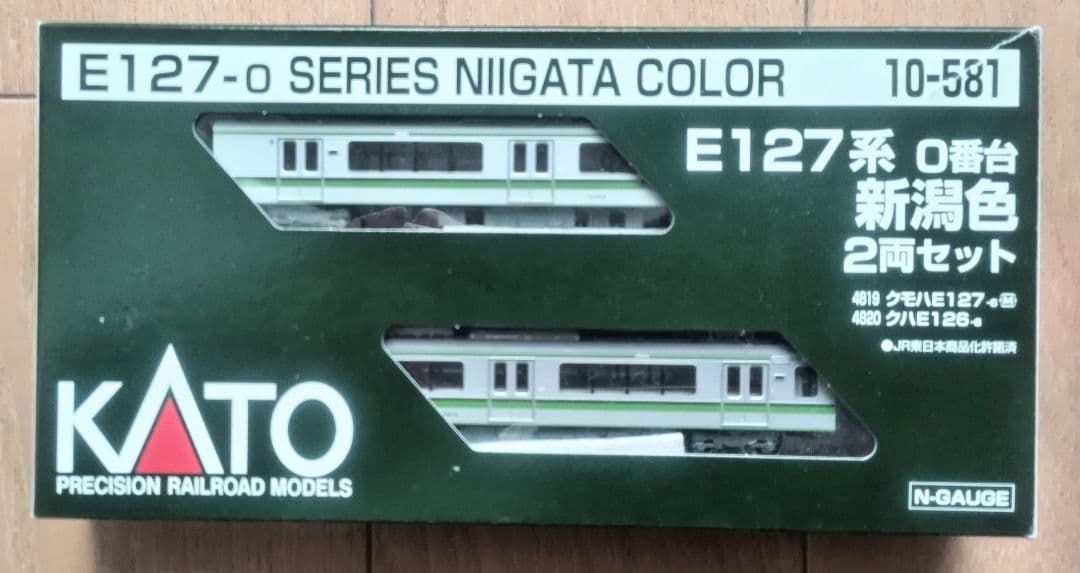 E127-0 SERIES NIIGATA COLOR 10-581
E127系 0番台
新潟色
2両セット
4819 クモハE127-6 M
4820 クハE126-6
●JR東日本商品化許諾済
KATO
PRECISION RAILROAD MODELS
N-GAUGE